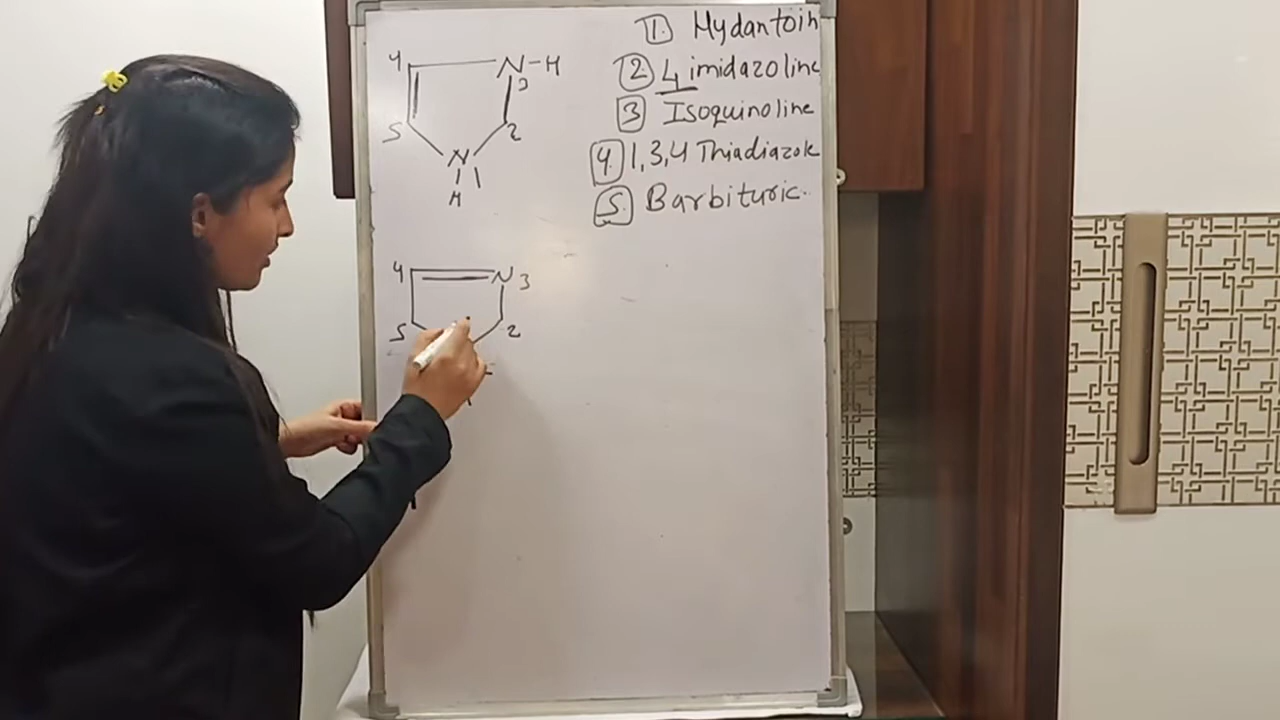 1. Hydantoin
2 4 imidazoline
3 Isoquinoline
4. 1,3,4 Thiadiazole
5. Barbituric.
4 N-H
3
5 2
N
H 1
4 N 3
5 2